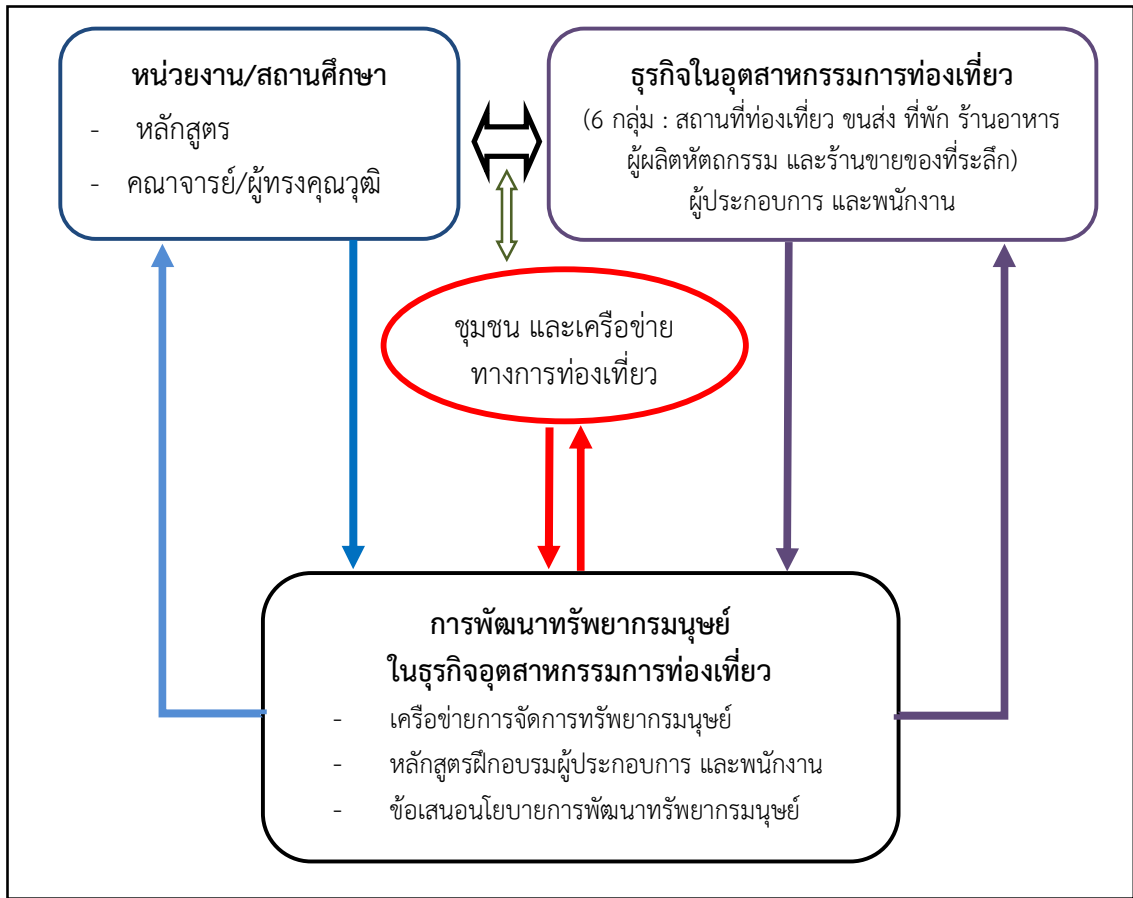 หน่วยงาน/สถานศึกษา
- หลักสูตร
- คณาจารย์/ผู้ทรงคุณวุฒิ
ธุรกิจในอุตสาหกรรมการท่องเที่ยว
(6 กลุ่ม : สถานที่ท่องเที่ยว ขนส่ง ที่พัก ร้านอาหาร
ผู้ผลิตหัตถกรรม และร้านขายของที่ระลึก)
ผู้ประกอบการ และพนักงาน
ชุมชน และเครือข่าย
ทางการท่องเที่ยว
การพัฒนาทรัพยากรมนุษย์
ในธุรกิจอุตสาหกรรมการท่องเที่ยว
- เครือข่ายการจัดการทรัพยากรมนุษย์
- หลักสูตรฝึกอบรมผู้ประกอบการ และพนักงาน
- ข้อเสนอนโยบายการพัฒนาทรัพยากรมนุษย์